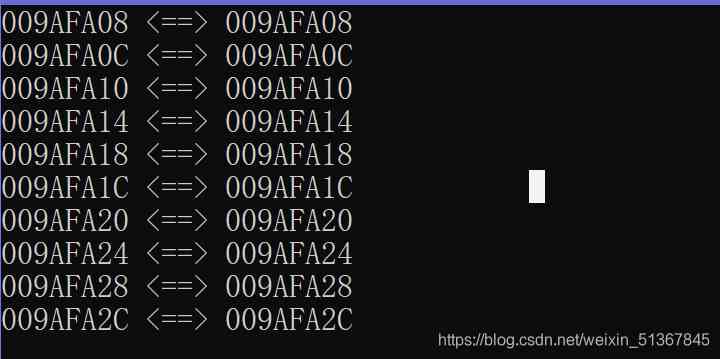 009AFA08 <==> 009AFA08
009AFA0C <==> 009AFA0C
009AFA10 <==> 009AFA10
009AFA14 <==> 009AFA14
009AFA18 <==> 009AFA18
009AFA1C <==> 009AFA1C
009AFA20 <==> 009AFA20
009AFA24 <==> 009AFA24
009AFA28 <==> 009AFA28
009AFA2C <==> 009AFA2C
https://blog.csdn.net/weixin_51367845